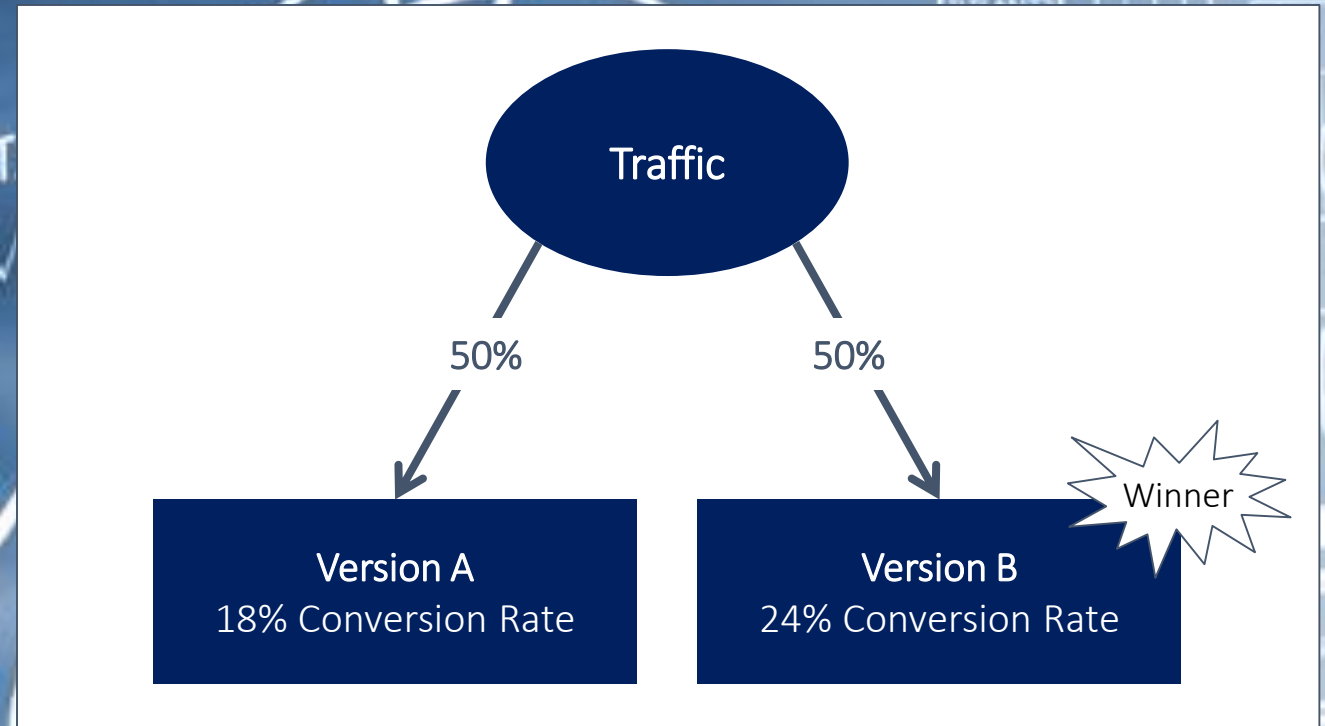 Traffic
50%
50%
Winner
Version A
18% Conversion Rate
Version B
24% Conversion Rate